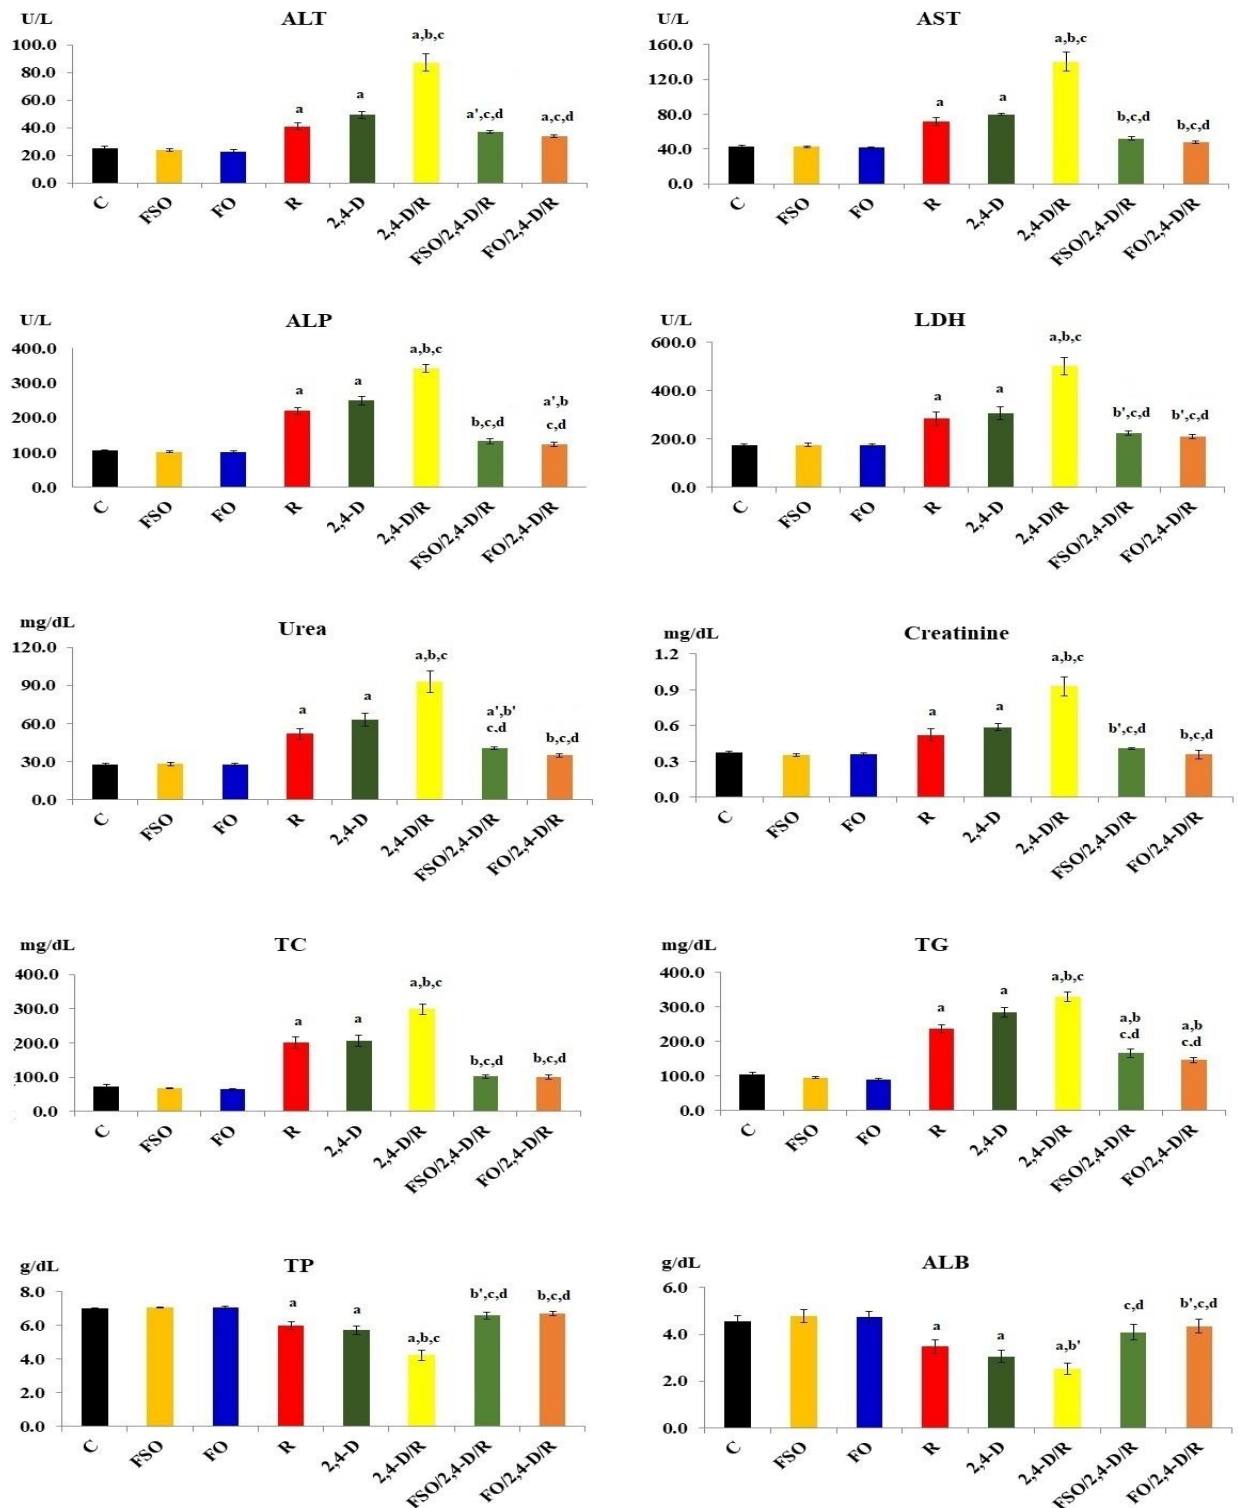 U/L
ALT
100.0
80.0
60.0
40.0
20.0
0.0
a
a
a,b,c
a',c,d
a,c,d
C
FSO
FO
R
2,4-D
2,4-D/R
FSO/2,4-D/R
FO/2,4-D/R
U/L
AST
160.0
120.0
80.0
40.0
0.0
a
a
a,b,c
b,c,d
b,c,d
C
FSO
FO
R
2,4-D
2,4-D/R
FSO/2,4-D/R
FO/2,4-D/R
U/L
ALP
400.0
300.0
200.0
100.0
0.0
a
a
a,b,c
b,c,d
a',b
c,d
C
FSO
FO
R
2,4-D
2,4-D/R
FSO/2,4-D/R
FO/2,4-D/R
U/L
LDH
600.0
400.0
200.0
0.0
a
a
a,b,c
b',c,d
b',c,d
C
FSO
FO
R
2,4-D
2,4-D/R
FSO/2,4-D/R
FO/2,4-D/R
mg/dL
Urea
120.0
90.0
60.0
30.0
0.0
a
a
a,b,c
a',b'
c,d
b,c,d
C
FSO
FO
R
2,4-D
2,4-D/R
FSO/2,4-D/R
FO/2,4-D/R
mg/dL
Creatinine
1.2
0.9
0.6
0.3
0.0
a
a
a,b,c
b',c,d
b,c,d
C
FSO
FO
R
2,4-D
2,4-D/R
FSO/2,4-D/R
FO/2,4-D/R
mg/dL
TC
400.0
300.0
200.0
100.0
0.0
a
a
a,b,c
b,c,d
b,c,d
C
FSO
FO
R
2,4-D
2,4-D/R
FSO/2,4-D/R
FO/2,4-D/R
mg/dL
TG
400.0
300.0
200.0
100.0
0.0
a
a
a,b,c
a,b
c,d
a,b
c,d
C
FSO
FO
R
2,4-D
2,4-D/R
FSO/2,4-D/R
FO/2,4-D/R
g/dL
TP
8.0
6.0
4.0
2.0
0.0
a
a
a,b,c
b',c,d
b,c,d
C
FSO
FO
R
2,4-D
2,4-D/R
FSO/2,4-D/R
FO/2,4-D/R
g/dL
ALB
6.0
4.0
2.0
0.0
a
a
a,b'
c,d
b',c,d
C
FSO
FO
R
2,4-D
2,4-D/R
FSO/2,4-D/R
FO/2,4-D/R